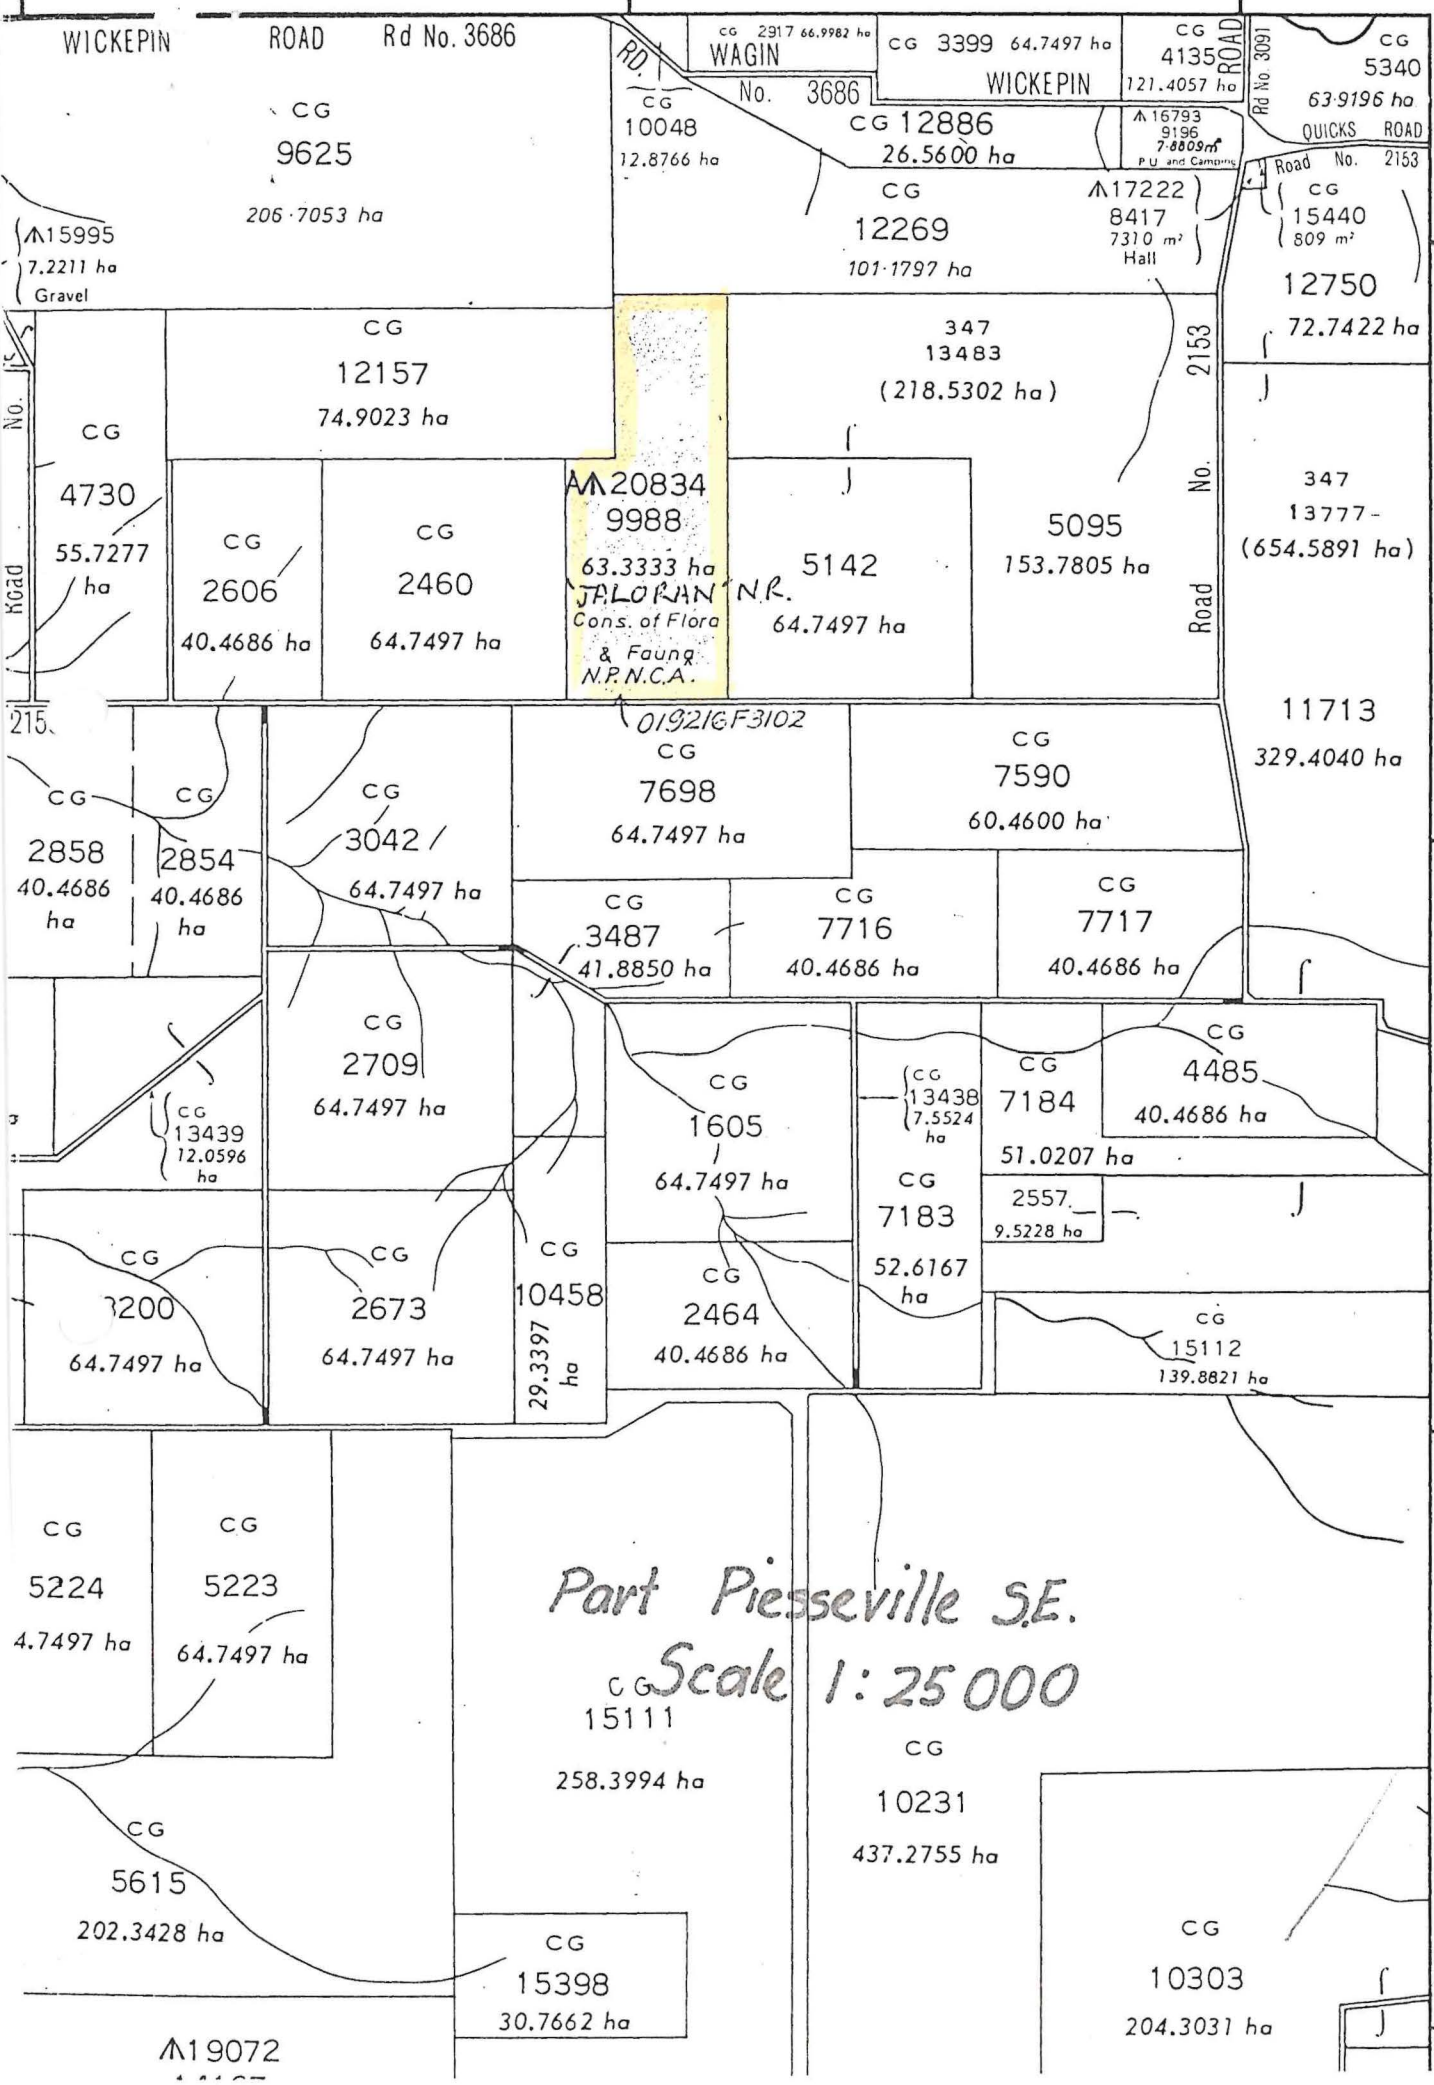 WICKEPIN ROAD Rd No. 3686
RD.
CG 2917 66.9982 ha
WAGIN
CG 3399 64.7497 ha
WICKEPIN
No. 3686
CG
4135
121.4057 ha
ROAD
Rd No. 3091
CG
5340
63.9196 ha
QUICKS ROAD
Road No. 2153
CG
9625
206.7053 ha
CG
10048
12.8766 ha
CG 12886
26.5600 ha
16793
9196
7.8809m²
P U and Camping
CG
12269
101.1797 ha
17222
8417
7310 m²
Hall
CG
15440
809 m²
12750
72.7422 ha
15995
7.2211 ha
Gravel
CG
12157
74.9023 ha
347
13483
(218.5302 ha)
2153
No.
Road
No.
Road
CG
4730
55.7277
ha
CG
2606
40.4686 ha
CG
2460
64.7497 ha
A 20834
9988
63.3333 ha
"JALORAN" N.R.
Cons. of Flora
& Fauna
N.P.N.C.A.
019216F3102
5142
64.7497 ha
5095
153.7805 ha
347
13777
(654.5891 ha)
11713
329.4040 ha
215
CG
2858
40.4686
ha
CG
2854
40.4686
ha
CG
3042
64.7497 ha
CG
7698
64.7497 ha
CG
7590
60.4600 ha
CG
3487
41.8850 ha
CG
7716
40.4686 ha
CG
7717
40.4686 ha
CG
13439
12.0596
ha
CG
2709
64.7497 ha
CG
1605
64.7497 ha
CG
13438
7.5524
ha
CG
7184
51.0207 ha
CG
4485
40.4686 ha
CG
7183
52.6167
ha
2557
9.5228 ha
CG
3200
64.7497 ha
CG
2673
64.7497 ha
CG
10458
29.3397
ha
CG
2464
40.4686 ha
CG
15112
139.8821 ha
CG
5224
4.7497 ha
CG
5223
64.7497 ha
Part Piesseville S.E.
Scale 1:25 000
CG
15111
258.3994 ha
CG
10231
437.2755 ha
CG
5615
202.3428 ha
CG
15398
30.7662 ha
CG
10303
204.3031 ha
19072